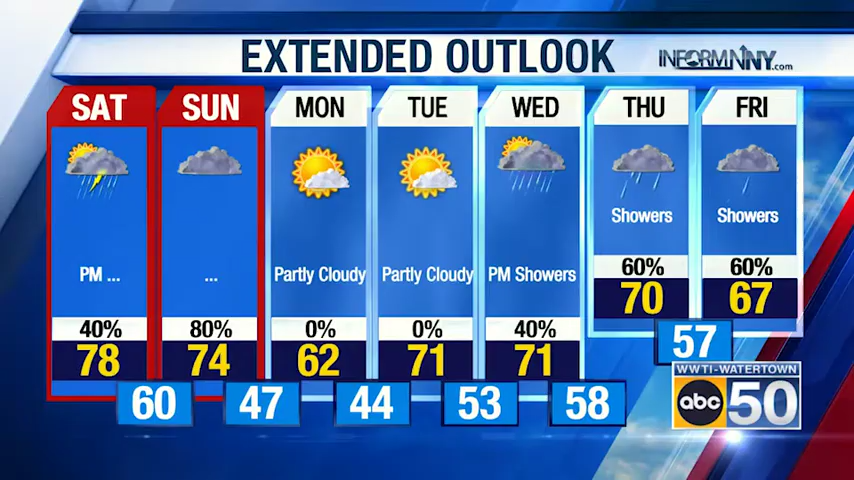 EXTENDED OUTLOOK
INFORMNNY.com
SAT SUN MON TUE WED THU FRI
Showers Showers
PM ... ... Partly Cloudy Partly Cloudy PM Showers
60% 60%
70 67
40% 80% 0% 0% 40%
78 74 62 71 71
57
60 47 44 53 58
WWTI-WATERTOWN
abc 50